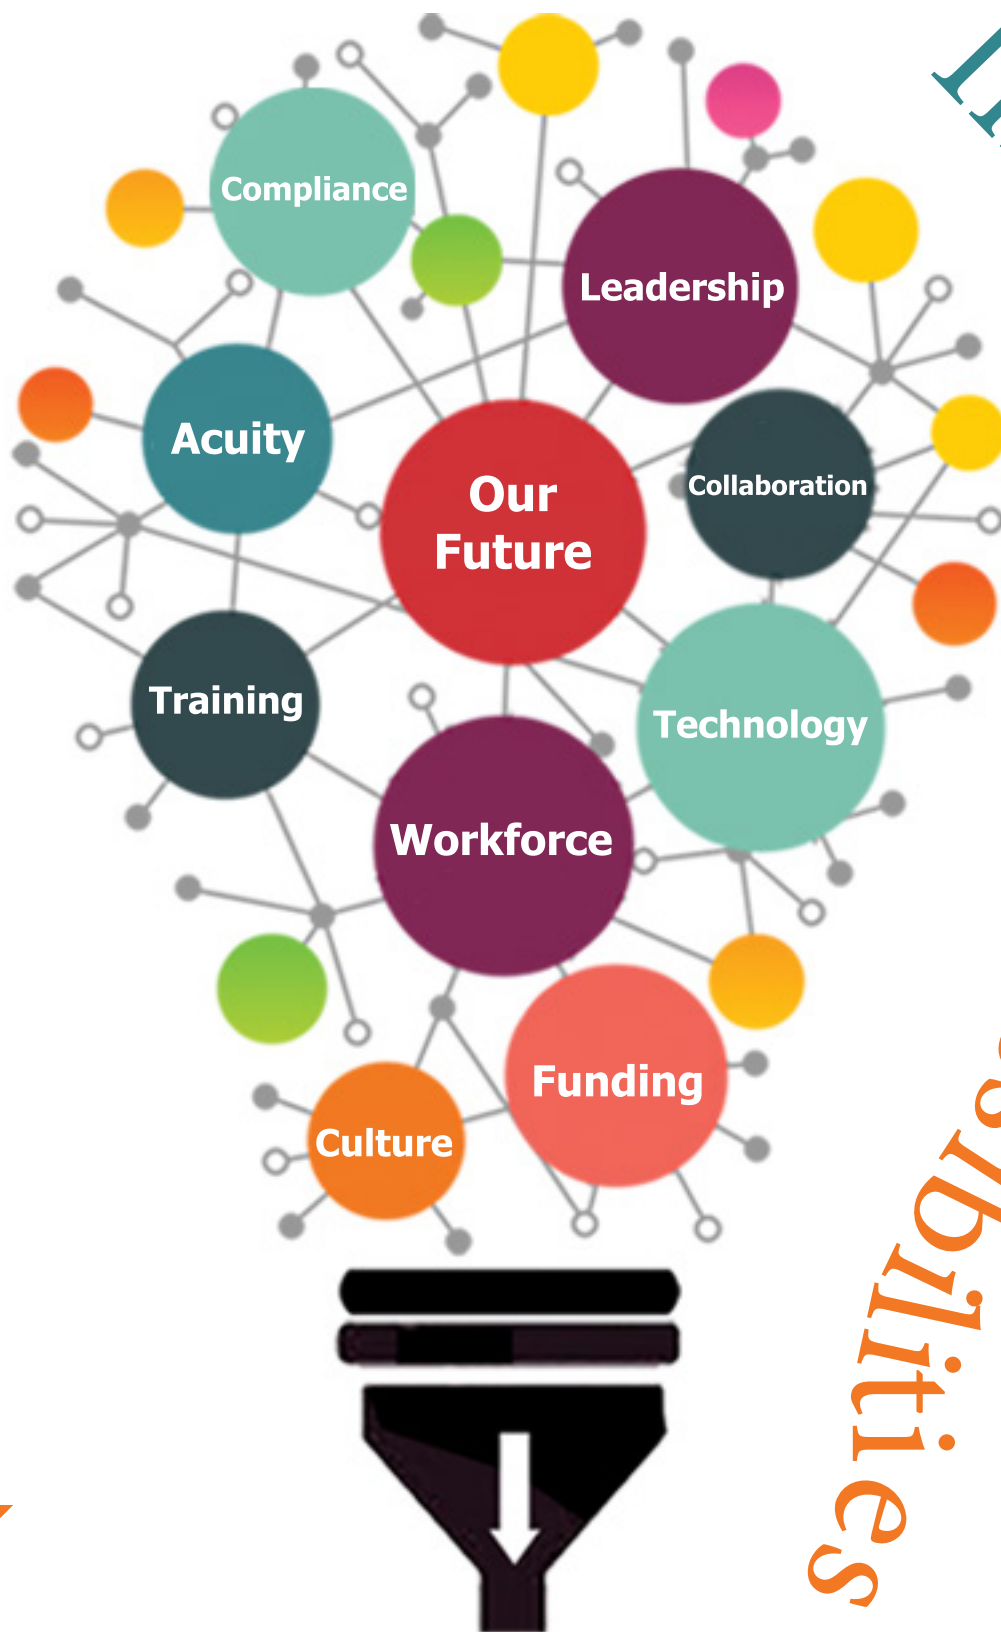 Compliance
Leadership
Acuity
Our
Future
Collaboration
Training
Technology
Workforce
Funding
Culture
sibilities